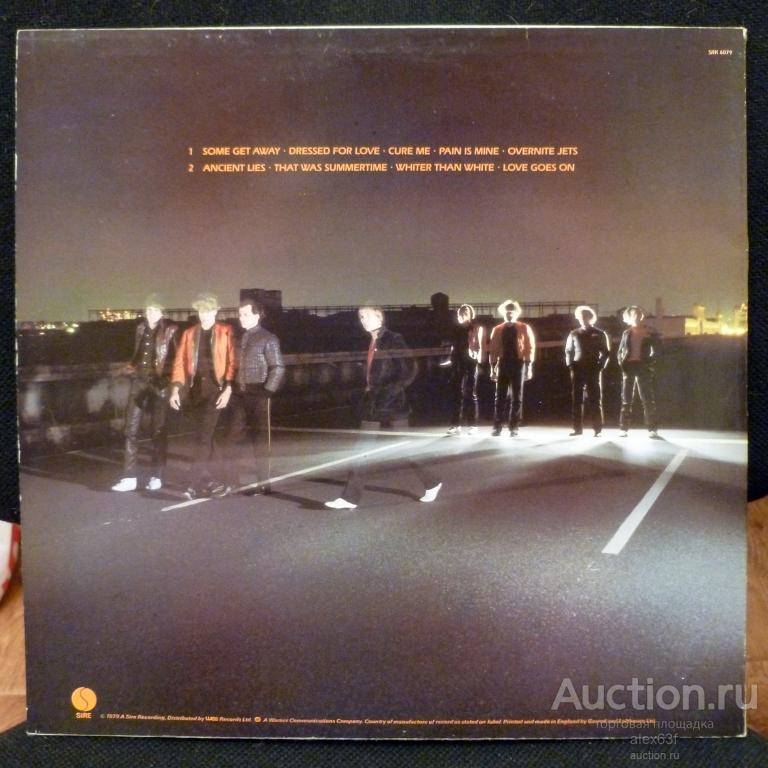 SRK 6079
1 SOME GET AWAY · DRESSED FOR LOVE · CURE ME · PAIN IS MINE · OVERNITE JETS
2 ANCIENT LIES · THAT WAS SUMMERTIME · WHITER THAN WHITE · LOVE GOES ON
SIRE
© 1979 A Sire Recording, Distributed by WEA Records Ltd. A Warner Communications Company. Country of manufacture of record as stated on label. Printed and made in England by
Auction.ru
торговая площадка
alex63f
auction.ru